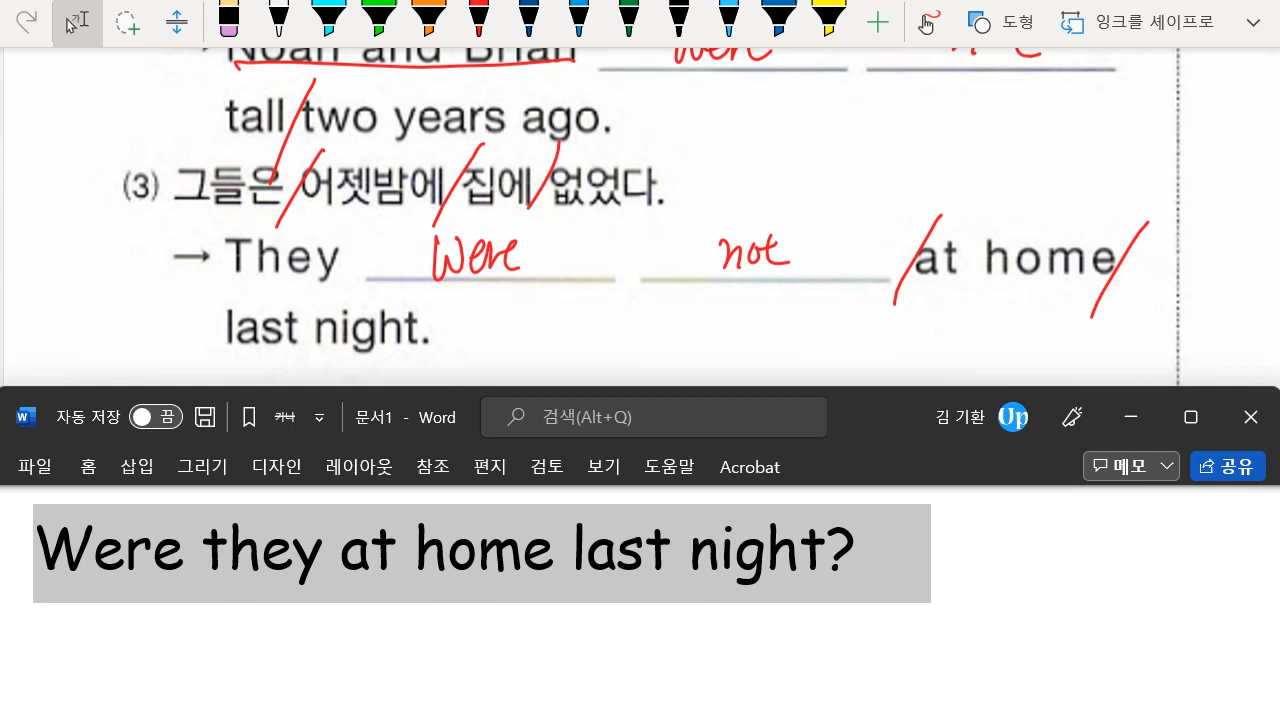 도형
잉크를 셰이프로
Noah and Brian were
tall two years ago.
(3) 그들은 어젯밤에 집에 없었다.
→ They were not at home
last night.
자동 저장 끔 가나 문서1 - Word 검색(Alt+Q) 김 기환 Up
파일 홈 삽입 그리기 디자인 레이아웃 참조 편지 검토 보기 도움말 Acrobat 메모 공유
Were they at home last night?